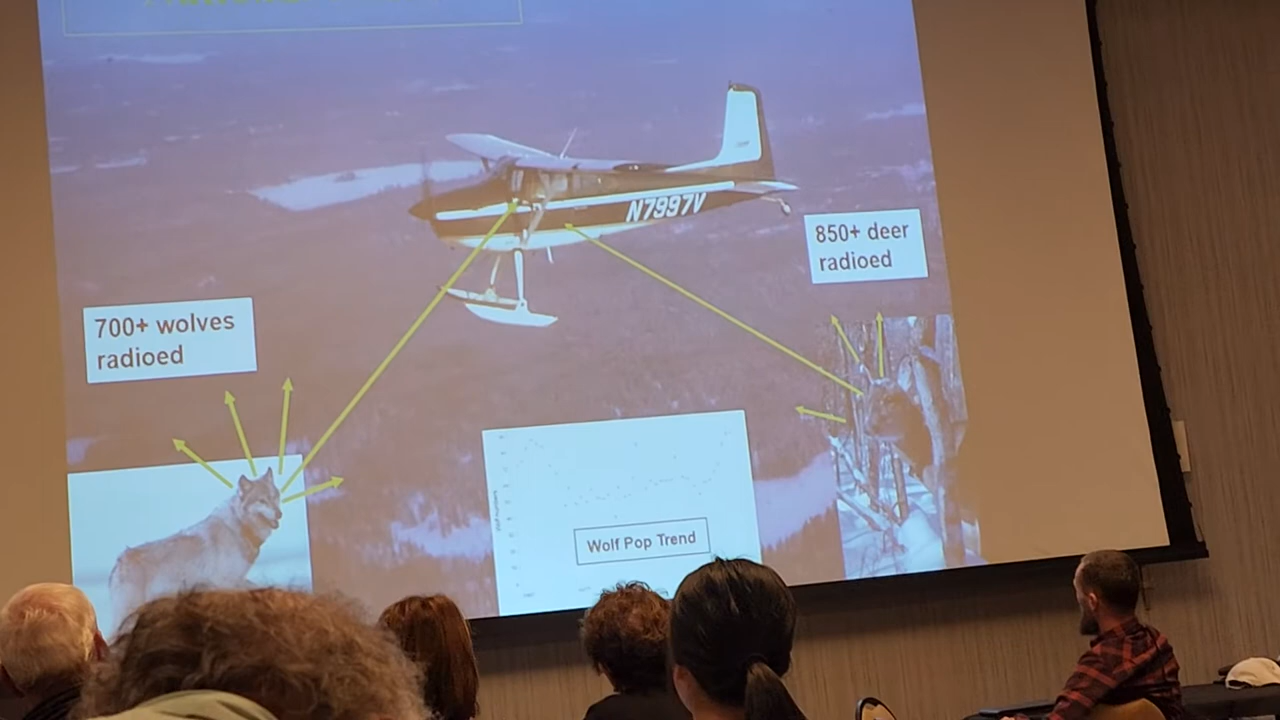 N7997V
850+ deer
radioed
700+ wolves
radioed
Wolf Pop Trend